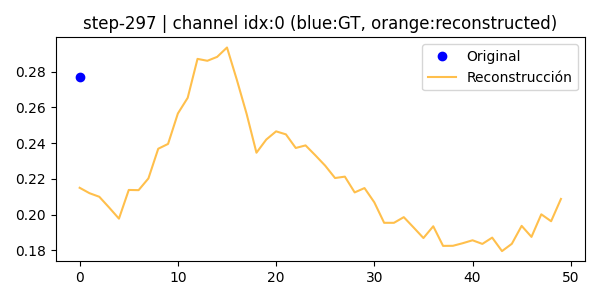 step-297 | channel idx:0 (blue:GT, orange:reconstructed)
Original
Reconstrucción
0.28
0.26
0.24
0.22
0.20
0.18
0 10 20 30 40 50